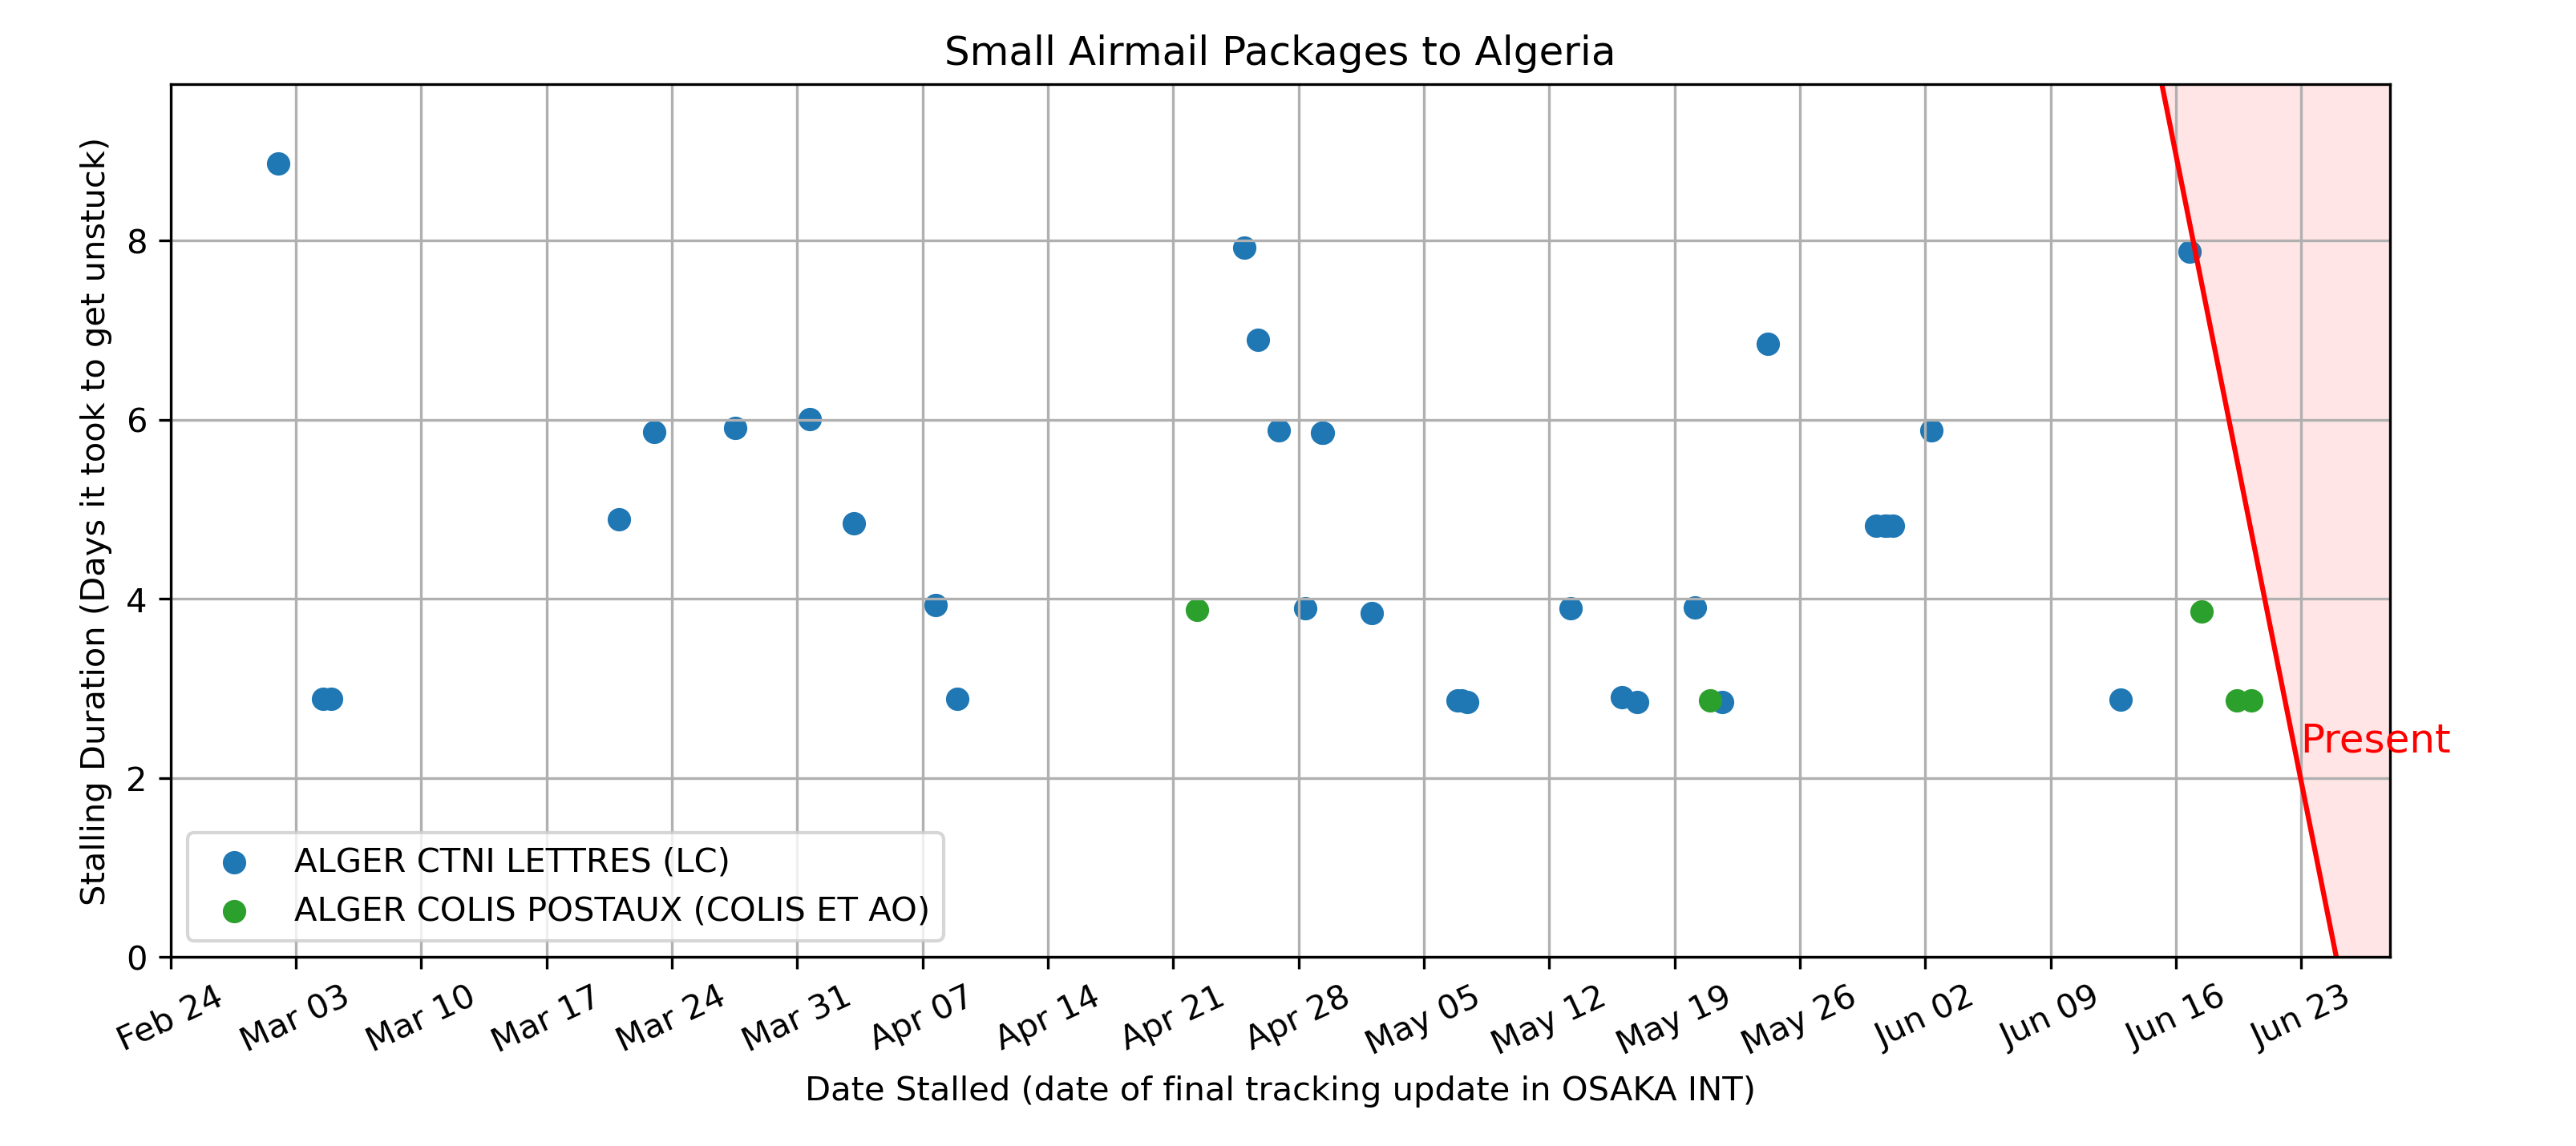 Small Airmail Packages to Algeria
Stalling Duration (Days it took to get unstuck)
8
6
4
2
0
Present
ALGER CTNI LETTRES (LC)
ALGER COLIS POSTAUX (COLIS ET AO)
Feb 24
Mar 03
Mar 10
Mar 17
Mar 24
Mar 31
Apr 07
Apr 14
Apr 21
Apr 28
May 05
May 12
May 19
May 26
Jun 02
Jun 09
Jun 16
Jun 23
Date Stalled (date of final tracking update in OSAKA INT)